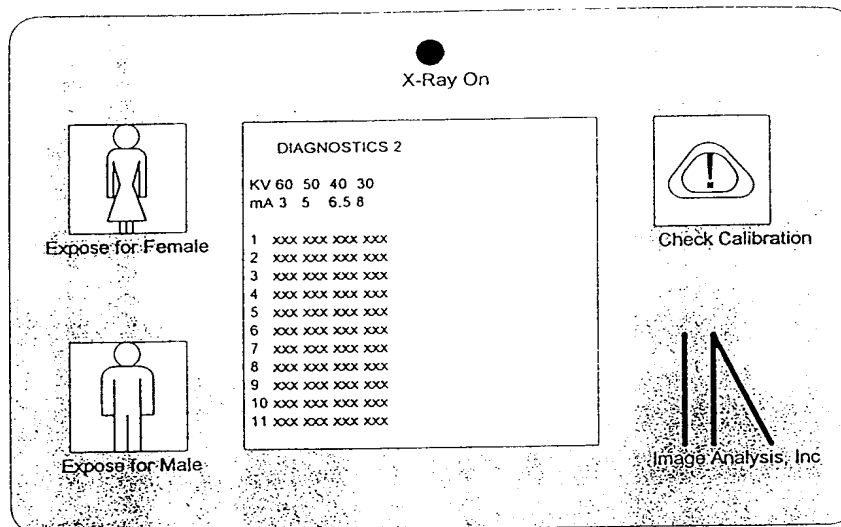 X-Ray On
DIAGNOSTICS 2
KV 60 50 40 30
mA 3 5 6.5 8
1 xxx xxx xxx xxx
2 xxx xxx xxx xxx
3 xxx xxx xxx xxx
4 xxx xxx xxx xxx
5 xxx xxx xxx xxx
6 xxx xxx xxx xxx
7 xxx xxx xxx xxx
8 xxx xxx xxx xxx
9 xxx xxx xxx xxx
10 xxx xxx xxx xxx
11 xxx xxx xxx xxx
Expose for Female
Expose for Male
!
Check Calibration
Image Analysis, Inc